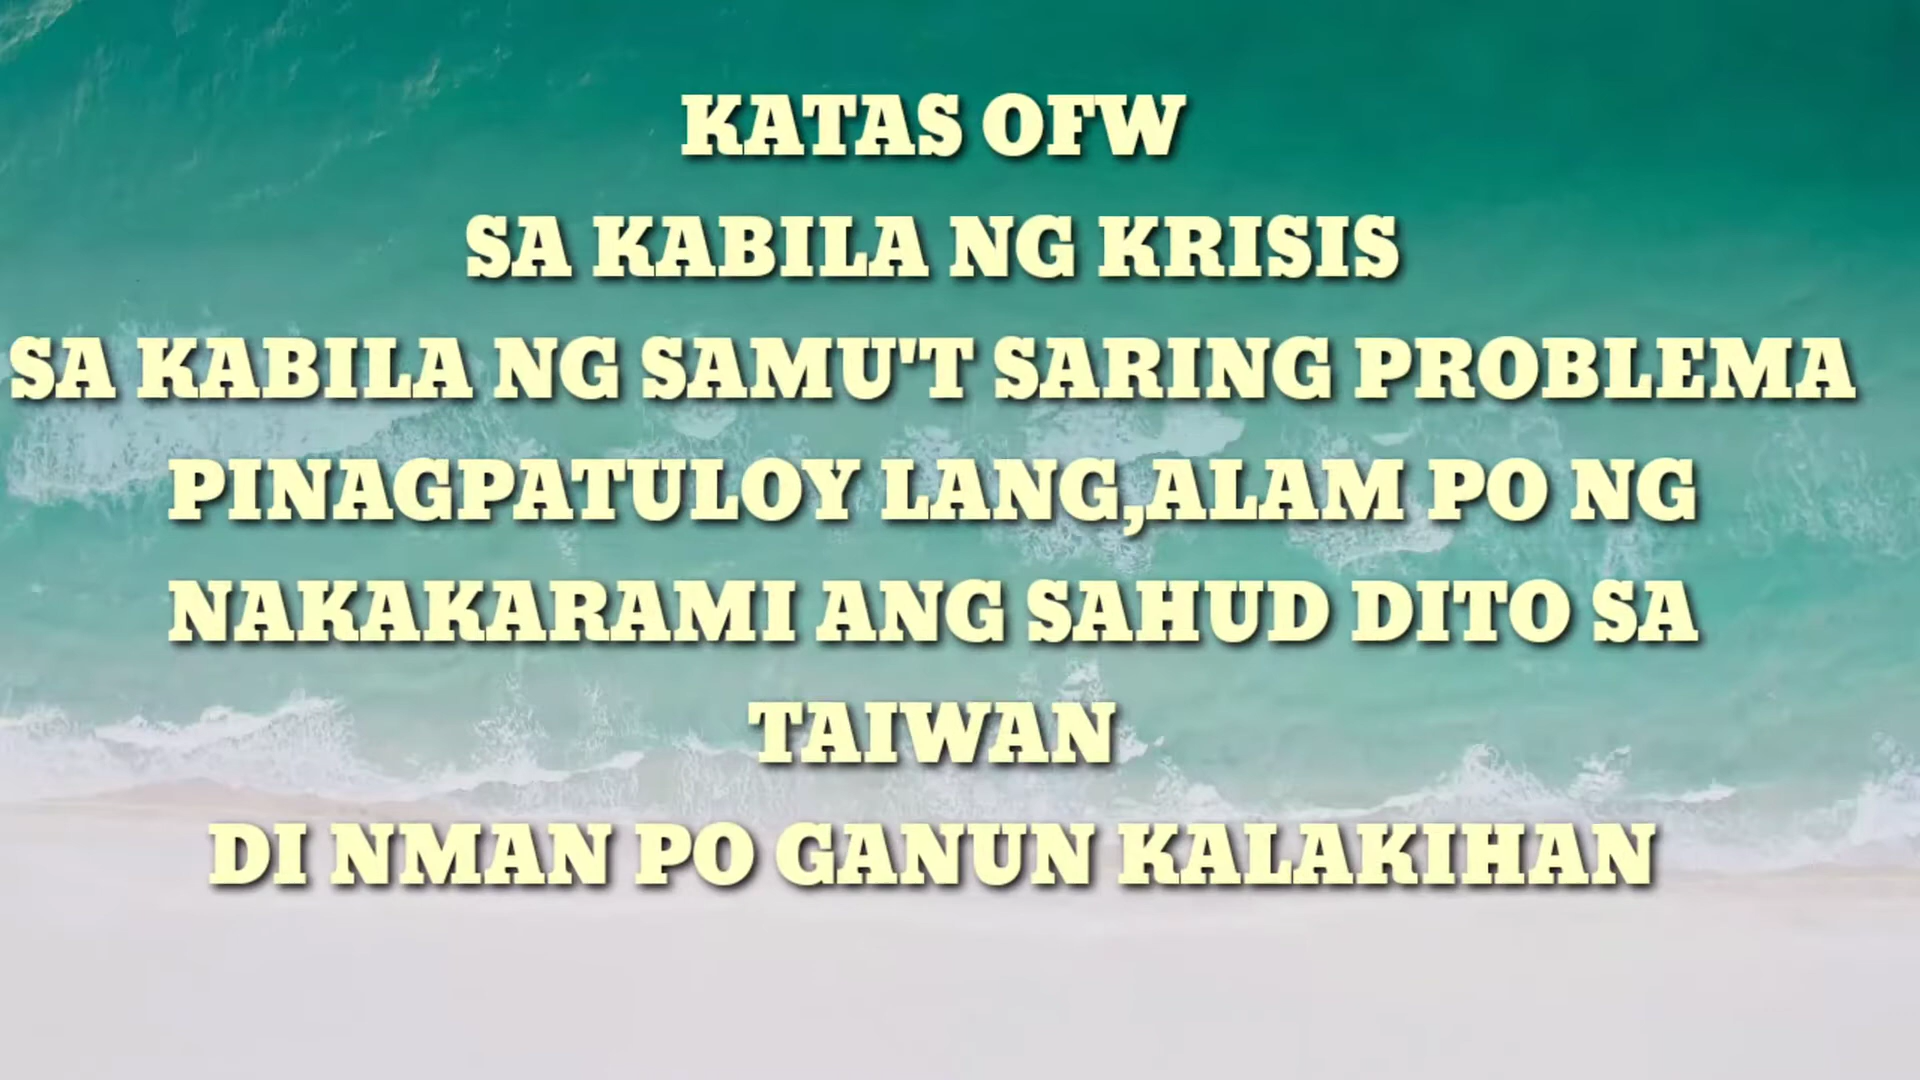 KATAS OFW
SA KABILA NG KRISIS
SA KABILA NG SAMU'T SARING PROBLEMA
PINAGPATULOY LANG,ALAM PO NG
NAKAKARAMI ANG SAHUD DITO SA
TAIWAN
DI NMAN PO GANUN KALAKIHAN